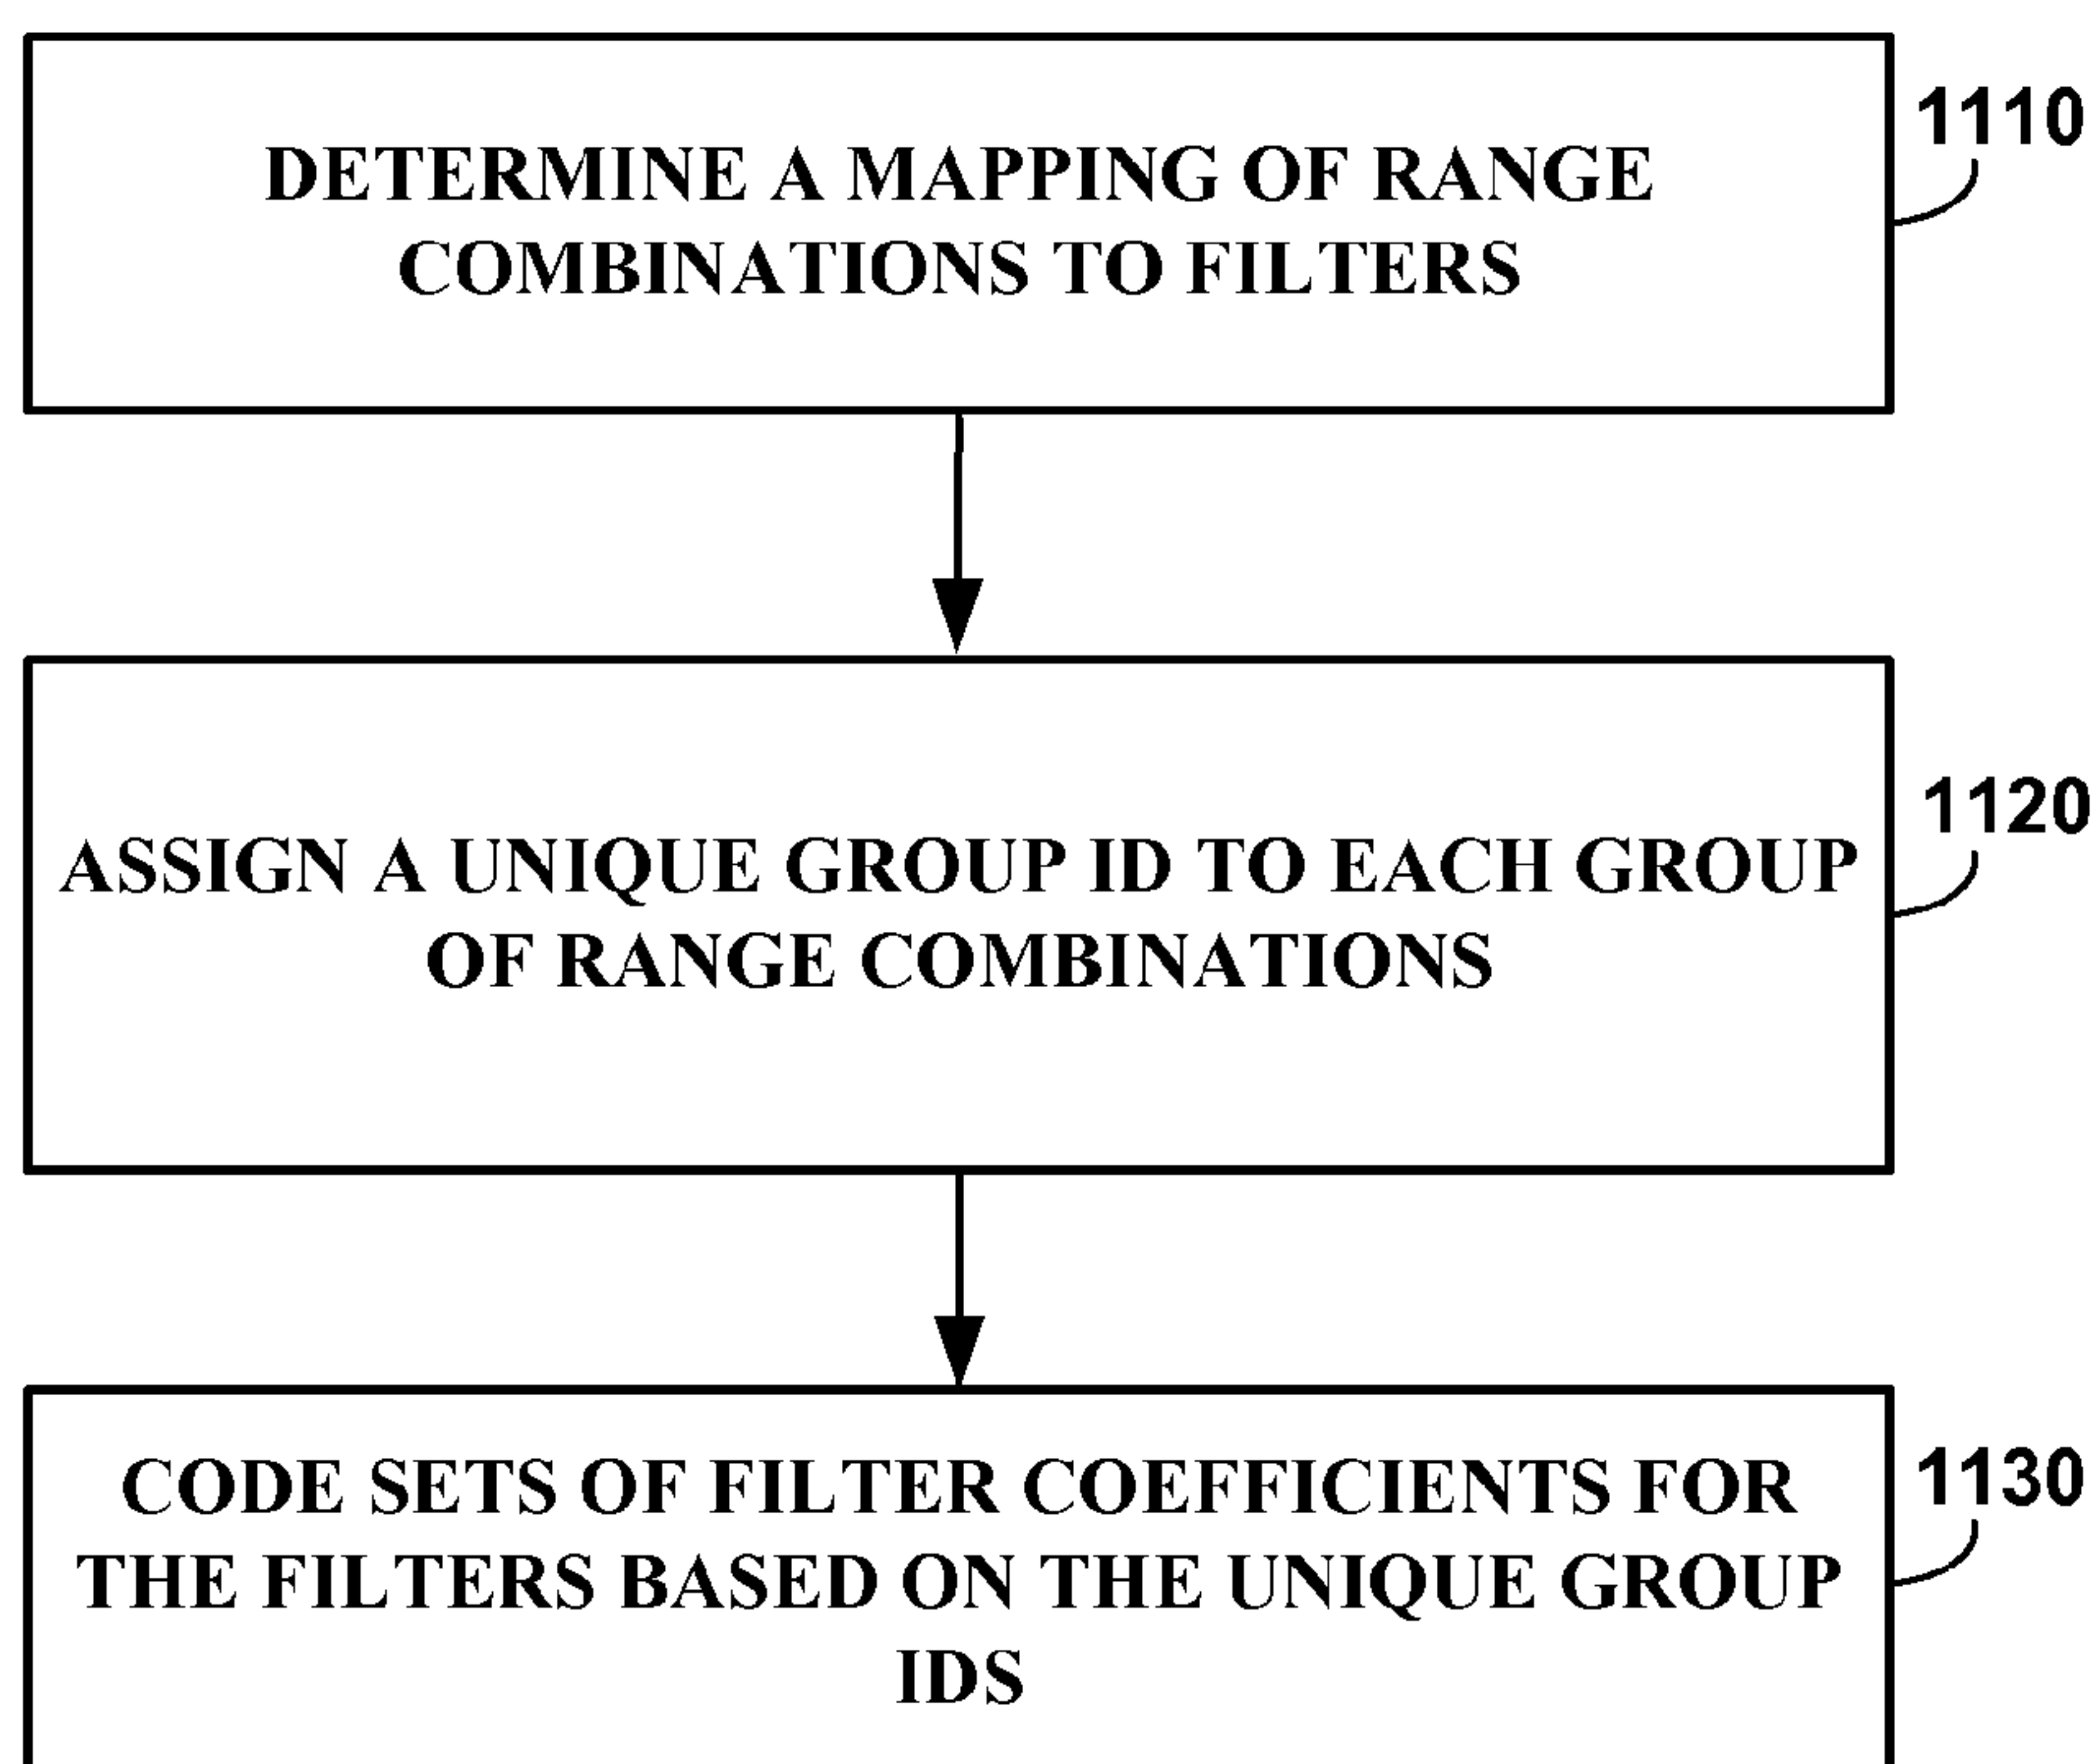 DETERMINE A MAPPING OF RANGE
COMBINATIONS TO FILTERS
1110
ASSIGN A UNIQUE GROUP ID TO EACH GROUP
OF RANGE COMBINATIONS
1120
CODE SETS OF FILTER COEFFICIENTS FOR
THE FILTERS BASED ON THE UNIQUE GROUP
IDS
1130